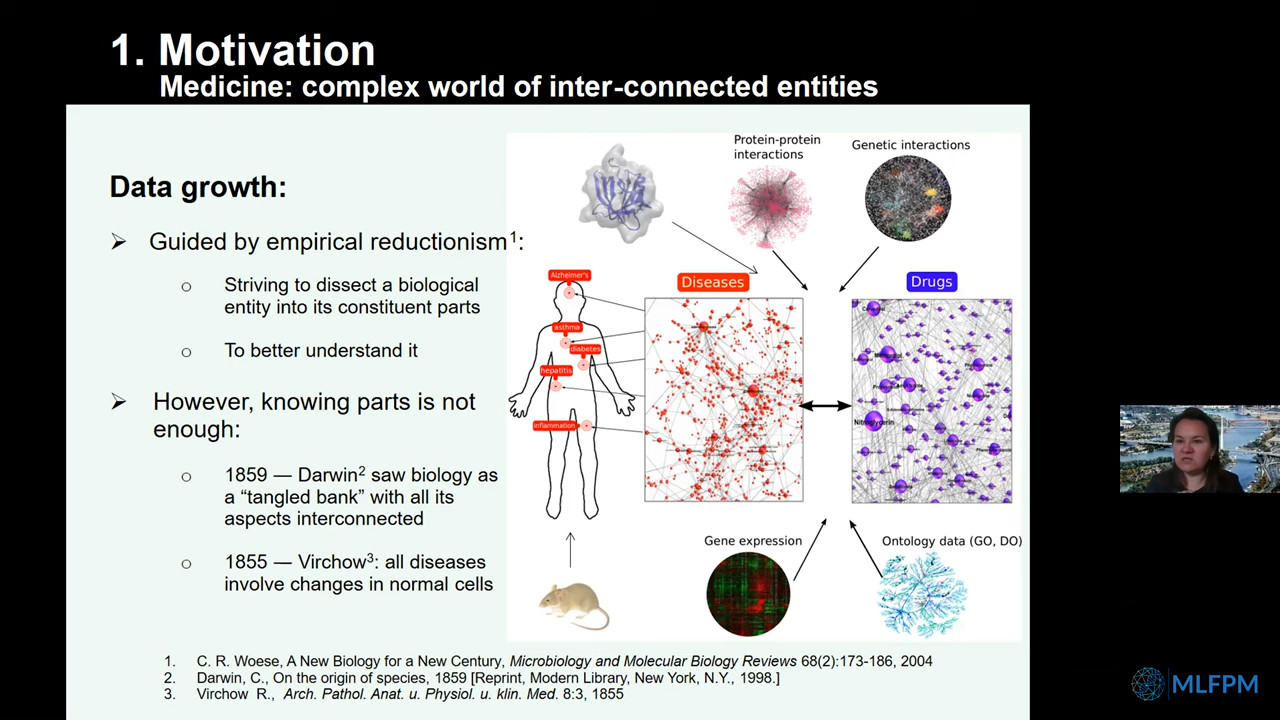 1. Motivation
Medicine: complex world of inter-connected entities
Data growth:
➢ Guided by empirical reductionism¹:
○ Striving to dissect a biological
entity into its constituent parts
○ To better understand it
➢ However, knowing parts is not
enough:
○ 1859 — Darwin² saw biology as
a “tangled bank” with all its
aspects interconnected
○ 1855 — Virchow³: all diseases
involve changes in normal cells
Protein-protein
interactions
Genetic interactions
Alzheimer's
asthma
diabetes
hepatitis
inflammation
Diseases
Drugs
Nitroglycerin
Gene expression
Ontology data (GO, DO)
1. C. R. Woese, A New Biology for a New Century, Microbiology and Molecular Biology Reviews 68(2):173-186, 2004
2. Darwin, C., On the origin of species, 1859 [Reprint, Modern Library, New York, N.Y., 1998.]
3. Virchow R., Arch. Pathol. Anat. u. Physiol. u. klin. Med. 8:3, 1855
MLFPM